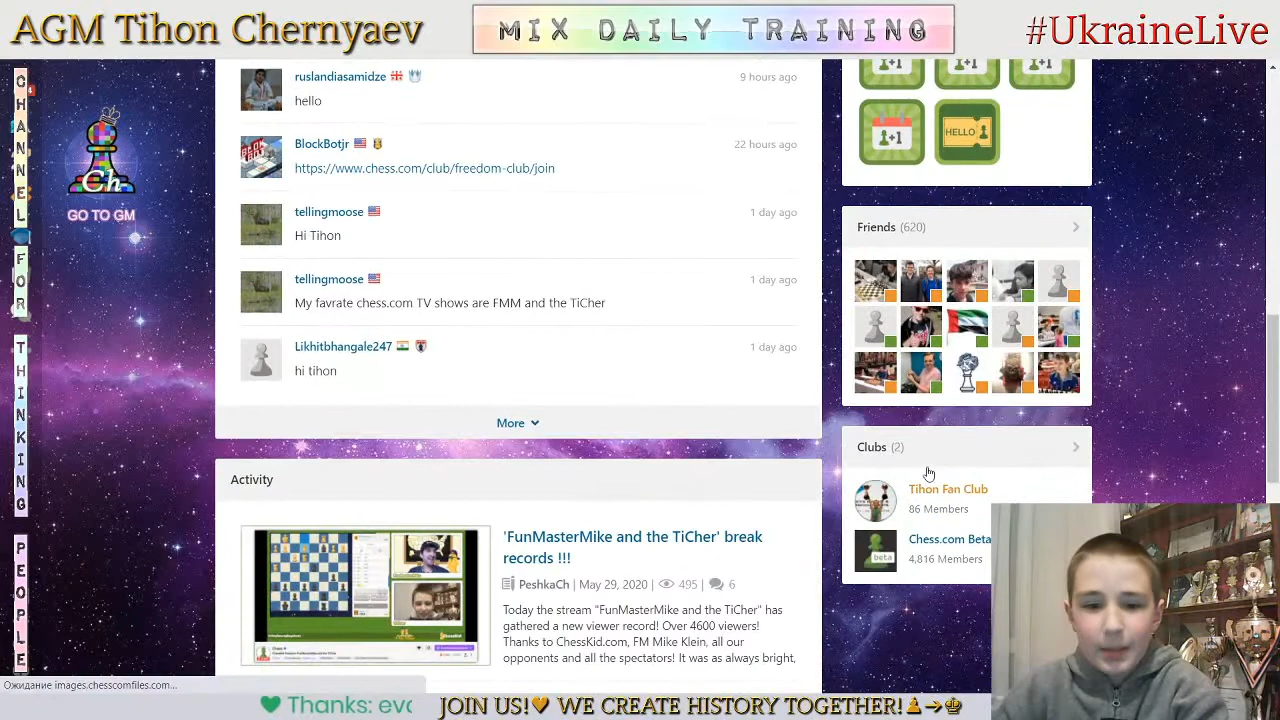 AGM Tihon Chernyaev
MIX DAILY TRAINING
#UkraineLive
CHANNEL FOR THINKING PEOPLE
Ch
GO TO GM
ruslandiasamidze
9 hours ago
hello
BlockBotjr
22 hours ago
https://www.chess.com/club/freedom-club/join
tellingmoose
1 day ago
Hi Tihon
tellingmoose
1 day ago
My favrate chess.com TV shows are FMM and the TiCher
Likhitbhangale247
1 day ago
hi tihon
More
Activity
'FunMasterMike and the TiCher' break
records !!!
PeshkaCh | May 29, 2020 | 495 | 6
Today the stream "FunMasterMike and the TiCher" has
gathered a new viewer record! Over 4600 viewers!
Thanks to ChessKid.com, FM Mike Klein, all our
opponents and all the spectators! It was as always bright,
+1
+1
+1
+1
HELLO
Friends (620)
Clubs (2)
Tihon Fan Club
86 Members
beta
Chess.com Beta
4,816 Members
Ожидание images.chesscomfiles.com...
Thanks: eva
JOIN US! WE CREATE HISTORY TOGETHER!